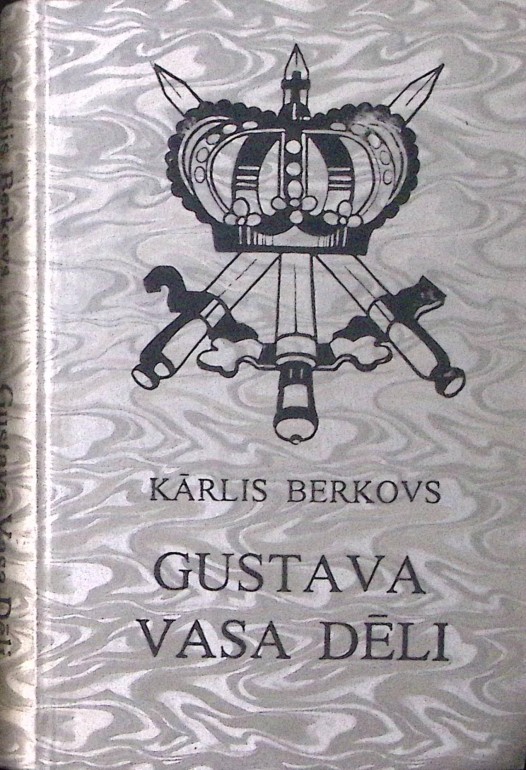 KĀRLIS BERKOVS
GUSTAVA
VASA DĒLI
Kārlis Berkovs Gustava Vasa Dēli